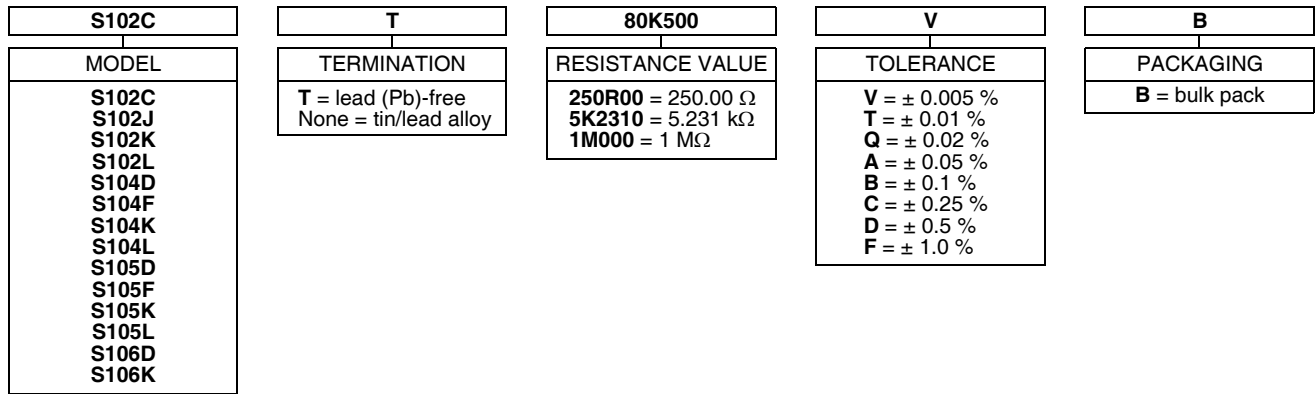 S102C
T
80K500
V
B
MODEL
S102C
S102J
S102K
S102L
S104D
S104F
S104K
S104L
S105D
S105F
S105K
S105L
S106D
S106K
TERMINATION
T = lead (Pb)-free
None = tin/lead alloy
RESISTANCE VALUE
250R00 = 250.00 Ω
5K2310 = 5.231 kΩ
1M000 = 1 MΩ
TOLERANCE
V = ± 0.005 %
T = ± 0.01 %
Q = ± 0.02 %
A = ± 0.05 %
B = ± 0.1 %
C = ± 0.25 %
D = ± 0.5 %
F = ± 1.0 %
PACKAGING
B = bulk pack